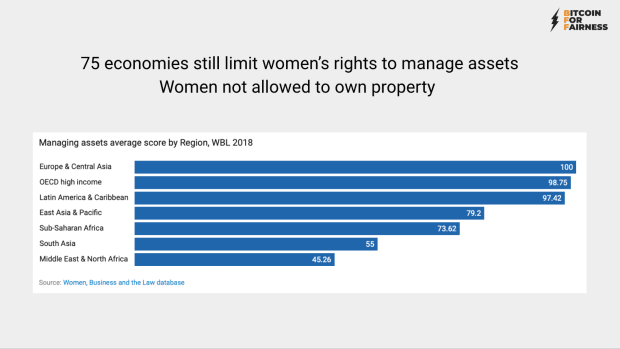 BITCOIN
FOR
FAIRNESS
75 economies still limit women's rights to manage assets
Women not allowed to own property
Managing assets average score by Region, WBL 2018
Europe & Central Asia 100
OECD high income 98.75
Latin America & Caribbean 97.42
East Asia & Pacific 79.2
Sub-Saharan Africa 73.62
South Asia 55
Middle East & North Africa 45.26
Source: Women, Business and the Law database